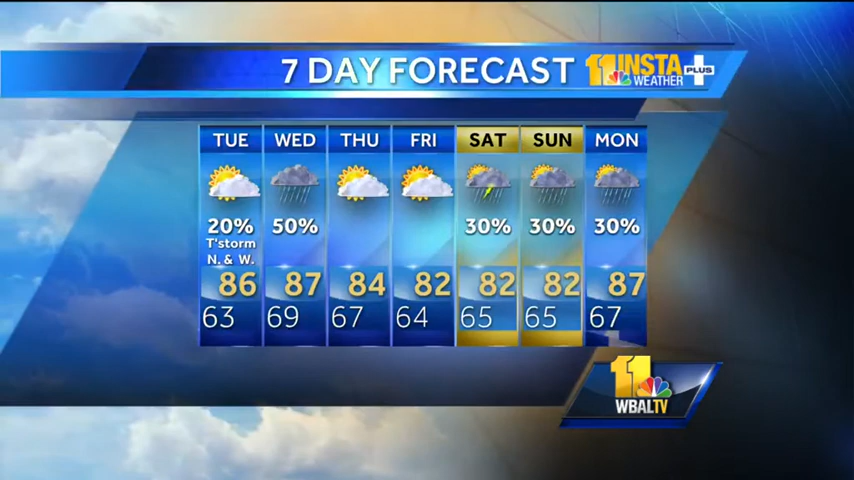 7 DAY FORECAST
11 INSTA
WEATHER PLUS
TUE WED THU FRI SAT SUN MON
20% 50% 30% 30% 30%
T'storm
N. & W.
86 87 84 82 82 82 87
63 69 67 64 65 65 67
11
WBALTV